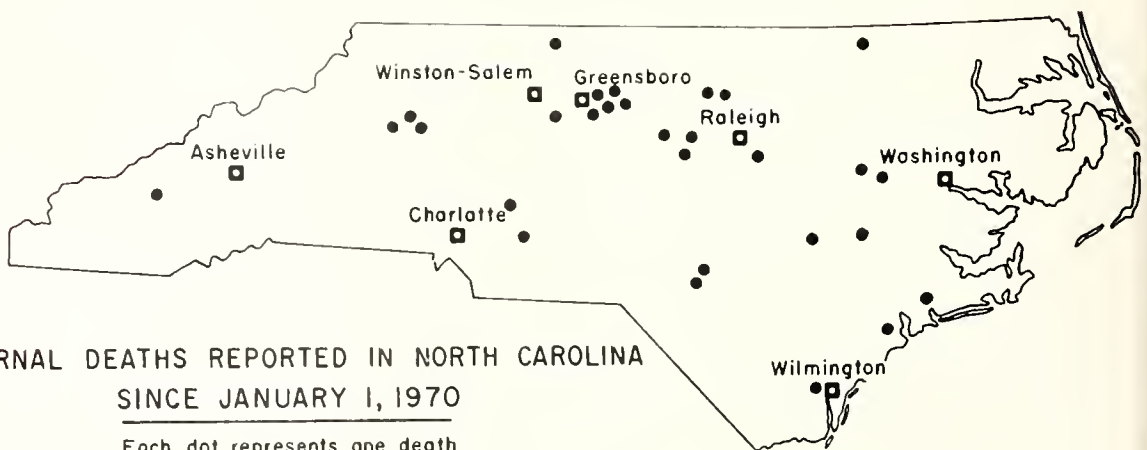 Winston-Salem
Greensboro
Raleigh
Asheville
Washington
Charlotte
RNAL DEATHS REPORTED IN NORTH CAROLINA
SINCE JANUARY 1, 1970
Wilmington
Each dot represents one death